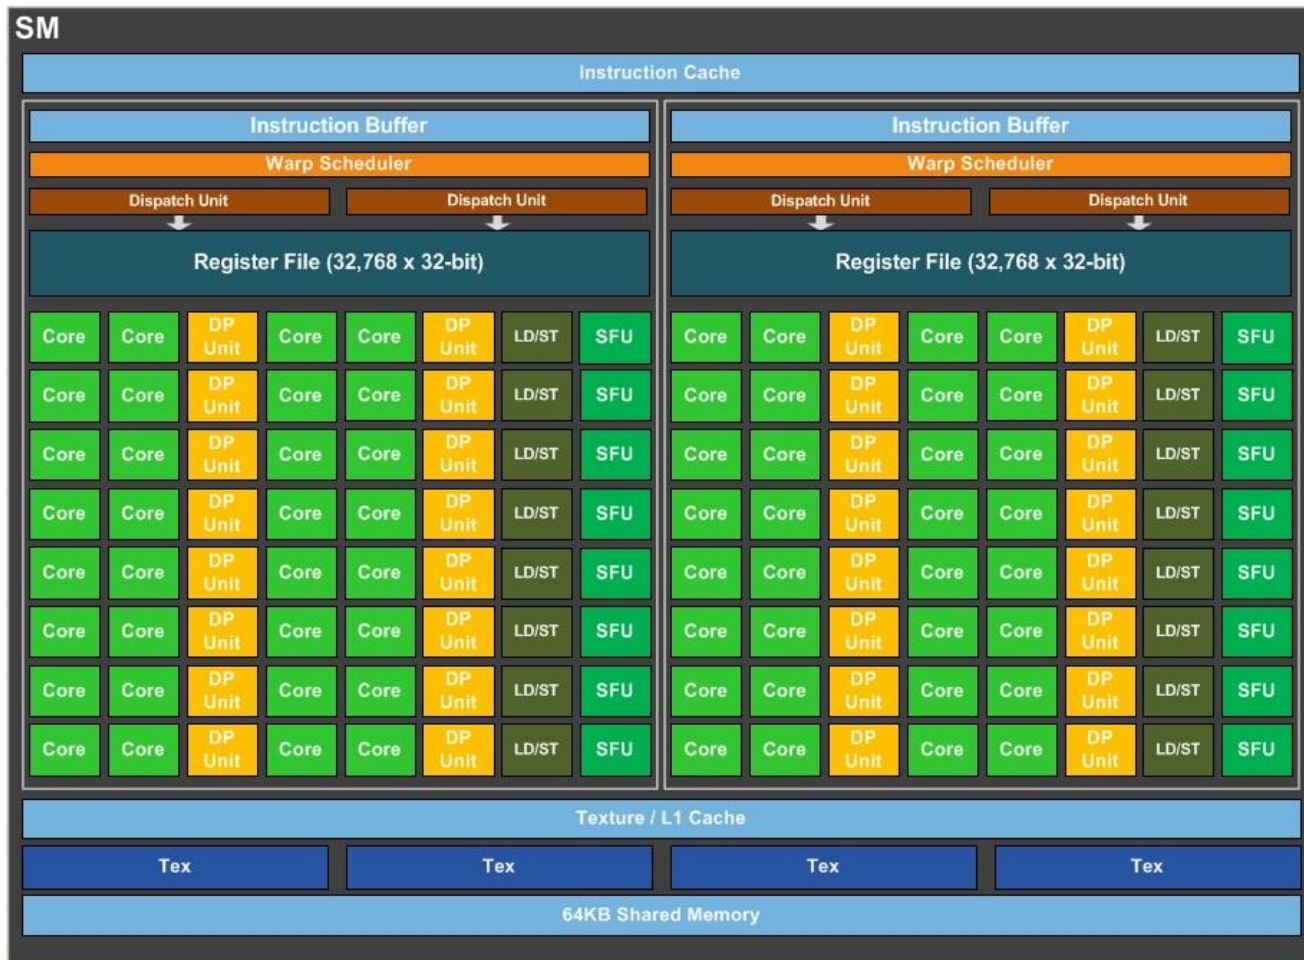 SM
Instruction Cache
Instruction Buffer Instruction Buffer
Warp Scheduler Warp Scheduler
Dispatch Unit Dispatch Unit Dispatch Unit Dispatch Unit
Register File (32,768 x 32-bit) Register File (32,768 x 32-bit)
Core Core DP Unit Core Core DP Unit LD/ST SFU Core Core DP Unit Core Core DP Unit LD/ST SFU
Core Core DP Unit Core Core DP Unit LD/ST SFU Core Core DP Unit Core Core DP Unit LD/ST SFU
Core Core DP Unit Core Core DP Unit LD/ST SFU Core Core DP Unit Core Core DP Unit LD/ST SFU
Core Core DP Unit Core Core DP Unit LD/ST SFU Core Core DP Unit Core Core DP Unit LD/ST SFU
Core Core DP Unit Core Core DP Unit LD/ST SFU Core Core DP Unit Core Core DP Unit LD/ST SFU
Core Core DP Unit Core Core DP Unit LD/ST SFU Core Core DP Unit Core Core DP Unit LD/ST SFU
Core Core DP Unit Core Core DP Unit LD/ST SFU Core Core DP Unit Core Core DP Unit LD/ST SFU
Core Core DP Unit Core Core DP Unit LD/ST SFU Core Core DP Unit Core Core DP Unit LD/ST SFU
Texture / L1 Cache
Tex Tex Tex Tex
64KB Shared Memory